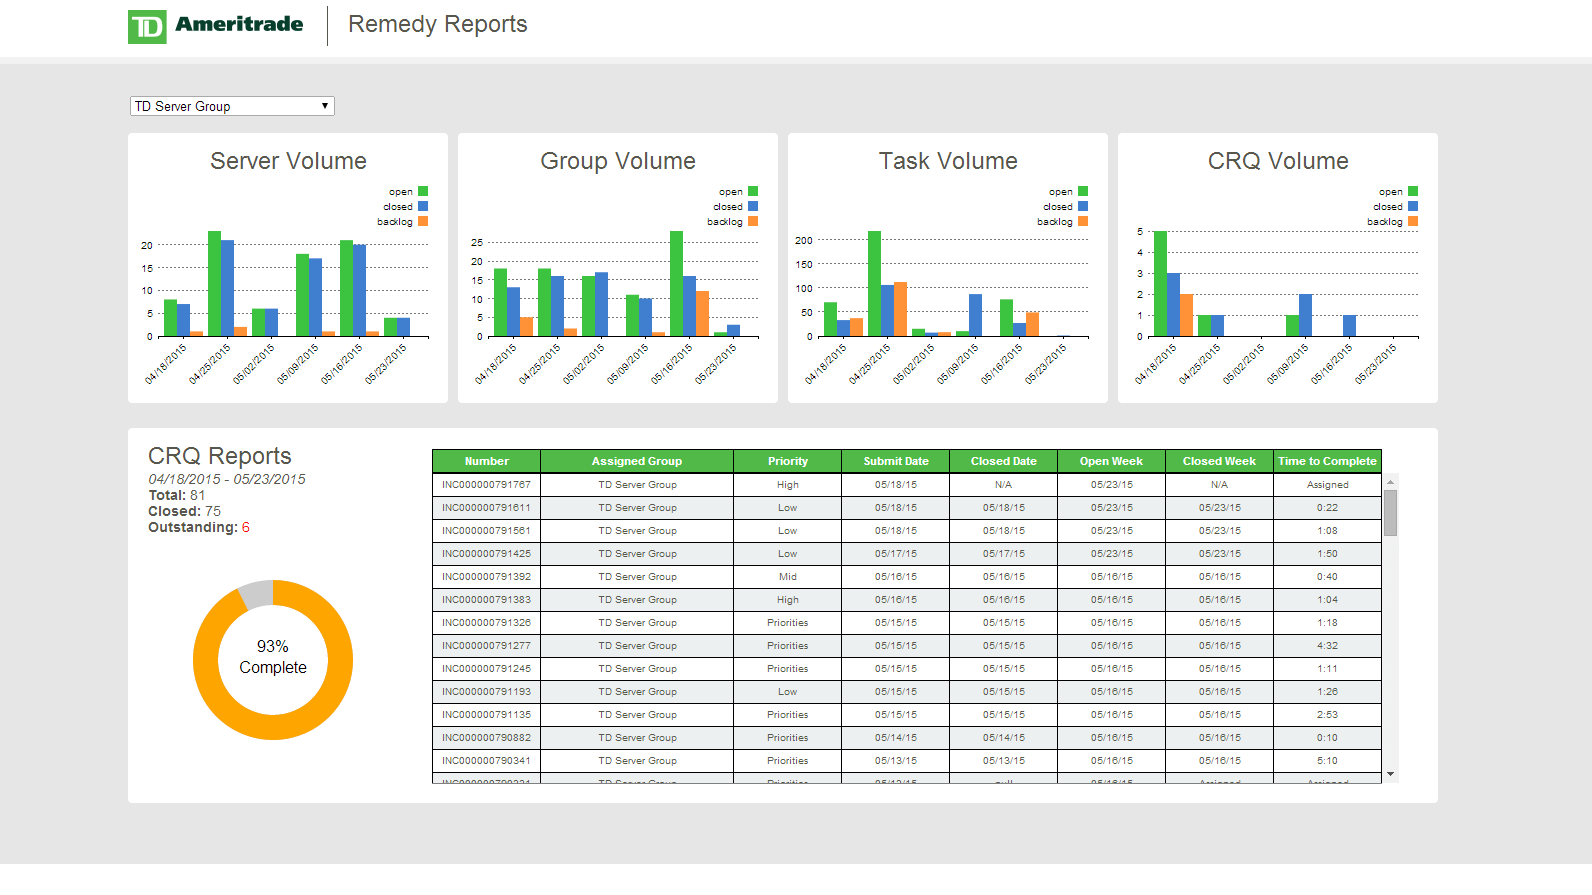 TD Ameritrade
Remedy Reports
TD Server Group
Server Volume
open
closed
backlog
20
15
10
5
0
04/18/2015
04/25/2015
05/02/2015
05/09/2015
05/16/2015
05/23/2015
Group Volume
open
closed
backlog
25
20
15
10
5
0
04/18/2015
04/25/2015
05/02/2015
05/09/2015
05/16/2015
05/23/2015
Task Volume
open
closed
backlog
200
150
100
50
0
04/18/2015
04/25/2015
05/02/2015
05/09/2015
05/16/2015
05/23/2015
CRQ Volume
open
closed
backlog
5
4
3
2
1
0
04/18/2015
04/25/2015
05/02/2015
05/09/2015
05/16/2015
05/23/2015
CRQ Reports
04/18/2015 - 05/23/2015
Total: 81
Closed: 75
Outstanding: 6
93%
Complete
Number Assigned Group Priority Submit Date Closed Date Open Week Closed Week Time to Complete
INC000000791767 TD Server Group High 05/18/15 N/A 05/23/15 N/A Assigned
INC000000791611 TD Server Group Low 05/18/15 05/18/15 05/23/15 05/23/15 0:22
INC000000791561 TD Server Group Low 05/18/15 05/18/15 05/23/15 05/23/15 1:08
INC000000791425 TD Server Group Low 05/17/15 05/17/15 05/23/15 05/23/15 1:50
INC000000791392 TD Server Group Mid 05/16/15 05/16/15 05/16/15 05/16/15 0:40
INC000000791383 TD Server Group High 05/16/15 05/16/15 05/16/15 05/16/15 1:04
INC000000791326 TD Server Group Priorities 05/15/15 05/15/15 05/16/15 05/16/15 1:18
INC000000791277 TD Server Group Priorities 05/15/15 05/15/15 05/16/15 05/16/15 4:32
INC000000791245 TD Server Group Priorities 05/15/15 05/15/15 05/16/15 05/16/15 1:11
INC000000791193 TD Server Group Low 05/15/15 05/15/15 05/16/15 05/16/15 1:26
INC000000791135 TD Server Group Priorities 05/15/15 05/15/15 05/16/15 05/16/15 2:53
INC000000790882 TD Server Group Priorities 05/14/15 05/14/15 05/16/15 05/16/15 0:10
INC000000790341 TD Server Group Priorities 05/13/15 05/13/15 05/16/15 05/16/15 5:10
TD Server Group Priorities null 05/16/15 Assigned Assigned